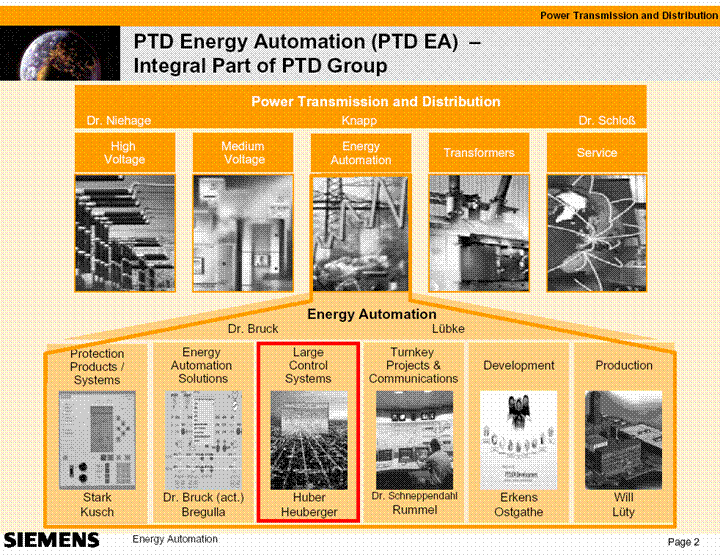 Power Transmission and Distribution
PTD Energy Automation (PTD EA) –
Integral Part of PTD Group
Power Transmission and Distribution
Dr. Niehage
Knapp
Dr. Schloß
High
Voltage
Medium
Voltage
Energy
Automation
Transformers
Service
Energy Automation
Dr. Bruck
Lübke
Protection
Products /
Systems
Energy
Automation
Solutions
Large
Control
Systems
Turnkey
Projects &
Communications
Development
Production
Stark
Kusch
Dr. Bruck (act.)
Bregulla
Huber
Heuberger
Dr. Schneppendahl
Rummel
Erkens
Ostgathe
Will
Lüty
SIEMENS
Energy Automation
Page 2